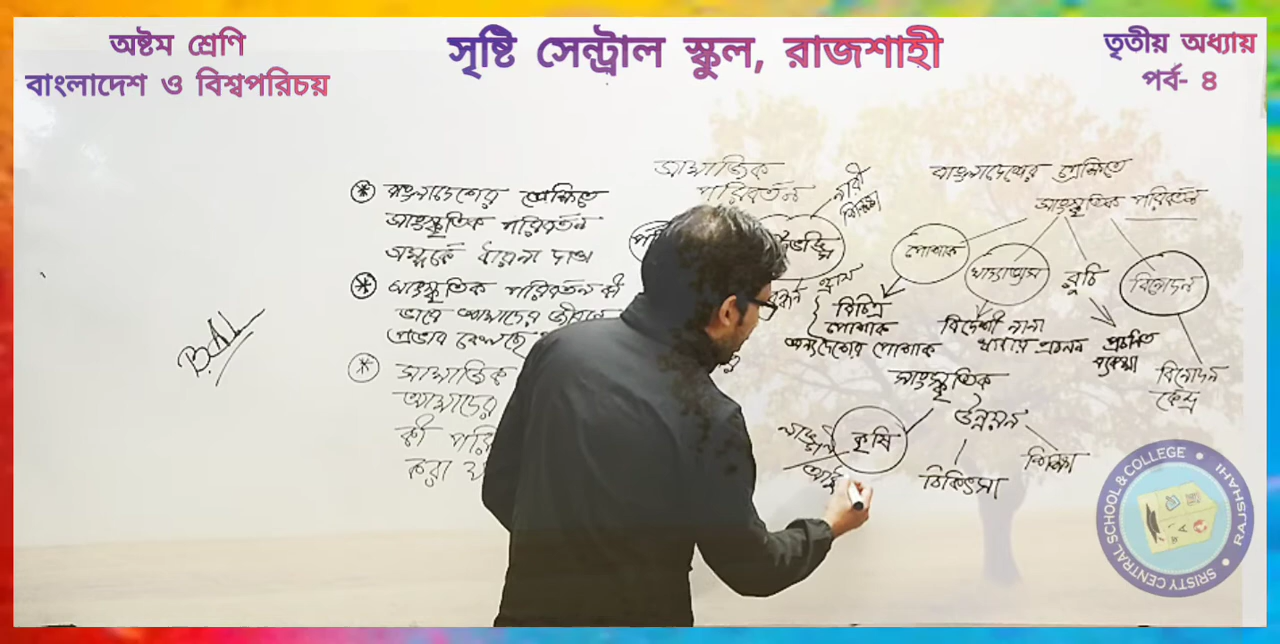 অষ্টম শ্রেণি
বাংলাদেশ ও বিশ্বপরিচয়
সৃষ্টি সেন্ট্রাল স্কুল, রাজশাহী
তৃতীয় অধ্যায়
পর্ব- ৪
বাংলাদেশের প্রেক্ষিতে
সাংস্কৃতিক পরিবর্তন
সম্পর্কে ধারনা দাও
সাংস্কৃতিক পরিবর্তন কী
ভাবে আমাদের জীবনে
প্রভাব ফেলছে
সামাজিক
আমাদের
কী পরি
করা
B.A.L
সামাজিক
পরিবর্তন
নারী
শিক্ষা
হ্রাস
বাংলাদেশের প্রেক্ষিতে
সাংস্কৃতিক পরিবর্তন
পোশাক
খাদ্যাভ্যাস
রুচি
বিনোদন
বিচিত্র
পোশাক
অন্যদেশের পোশাক
বিদেশী নানা
খাবার প্রচলন
প্রচলিত
ব্যবস্থা
বিনোদন
কেন্দ্র
সাংস্কৃতিক
উন্নয়ন
কৃষি
চিকিৎসা
শিক্ষা
SRISTY CENTRAL SCHOOL & COLLEGE
RAJSHAHI